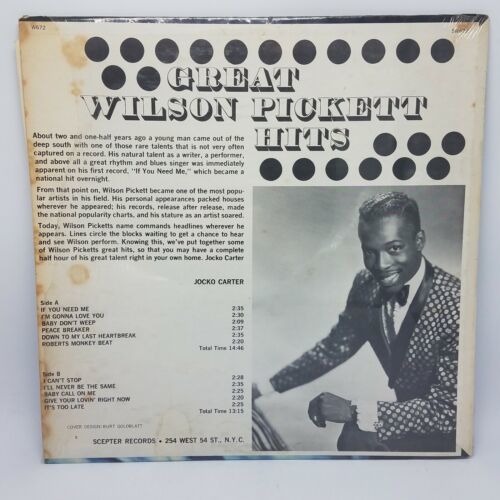 W672
GREAT
WILSON PICKETT
HITS
About two and one-half years ago a young man came out of the
deep south with one of those rare talents that is not very often
captured on a record. His natural talent as a writer, a performer,
and above all a great rhythm and blues singer was immediately
apparent on his first record, "If You Need Me," which became a
national hit overnight.
From that point on, Wilson Pickett became one of the most popu-
lar artists in his field. His personal appearances packed houses
wherever he appeared; his records, release after release, made
the national popularity charts, and his stature as an artist soared.
Today, Wilson Picketts name commands headlines wherever he
appears. Lines circle the blocks waiting to get a chance to hear
and see Wilson perform. Knowing this, we've put together some
of Wilson Picketts great hits, so that you may have a complete
half hour of his great talent right in your own home. Jocko Carter
JOCKO CARTER
Side A
IF YOU NEED ME 2:35
I'M GONNA LOVE YOU 2:30
BABY DON'T WEEP 2:09
PEACE BREAKER 2:37
DOWN TO MY LAST HEARTBREAK 2:35
ROBERTS MONKEY BEAT 2:20
Total Time 14:46
Side B
I CAN'T STOP 2:28
I'LL NEVER BE THE SAME 2:35
BABY CALL ON ME 2:25
GIVE YOUR LOVIN' RIGHT NOW 2:20
IT'S TOO LATE 2:25
Total Time 13:15
COVER DESIGN: BURT GOLDBLATT
SCEPTER RECORDS • 254 WEST 54 ST., N.Y.C.